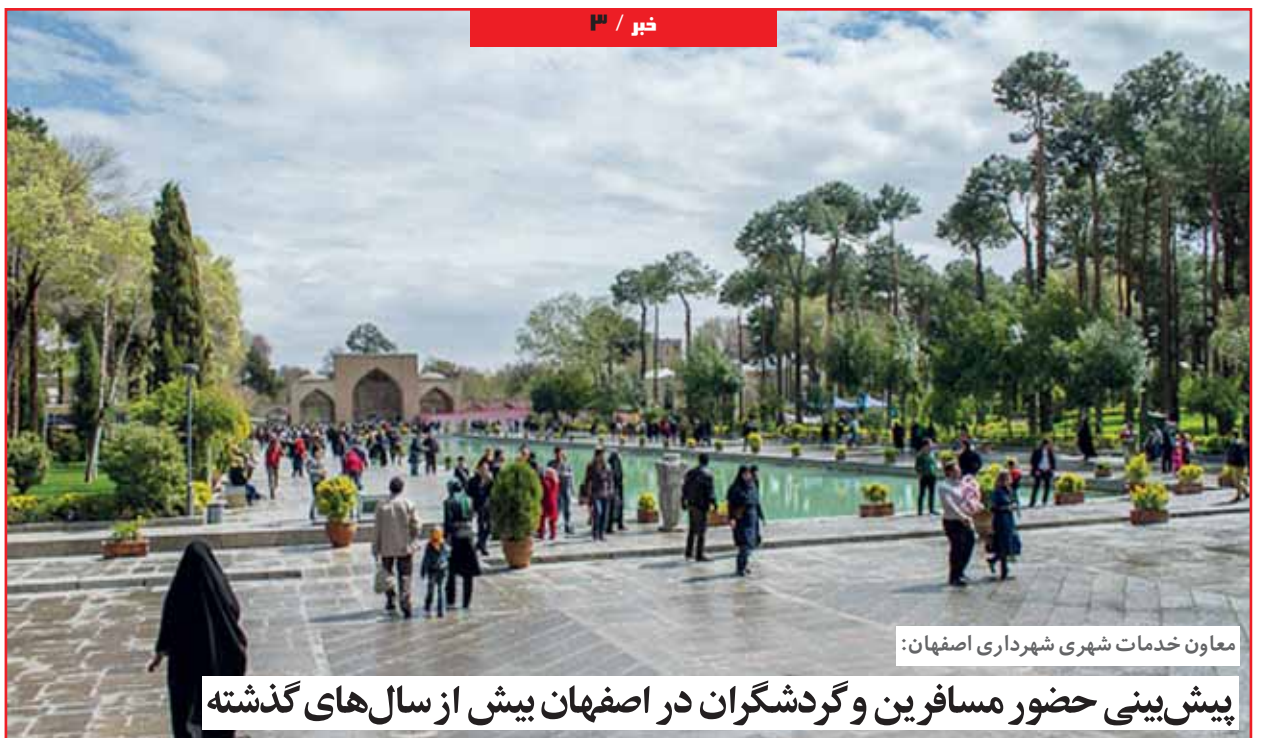 خبر / ۳
معاون خدمات شهری شهرداری اصفهان:
پیش‌بینی حضور مسافرین و گردشگران در اصفهان بیش از سال‌های گذشته